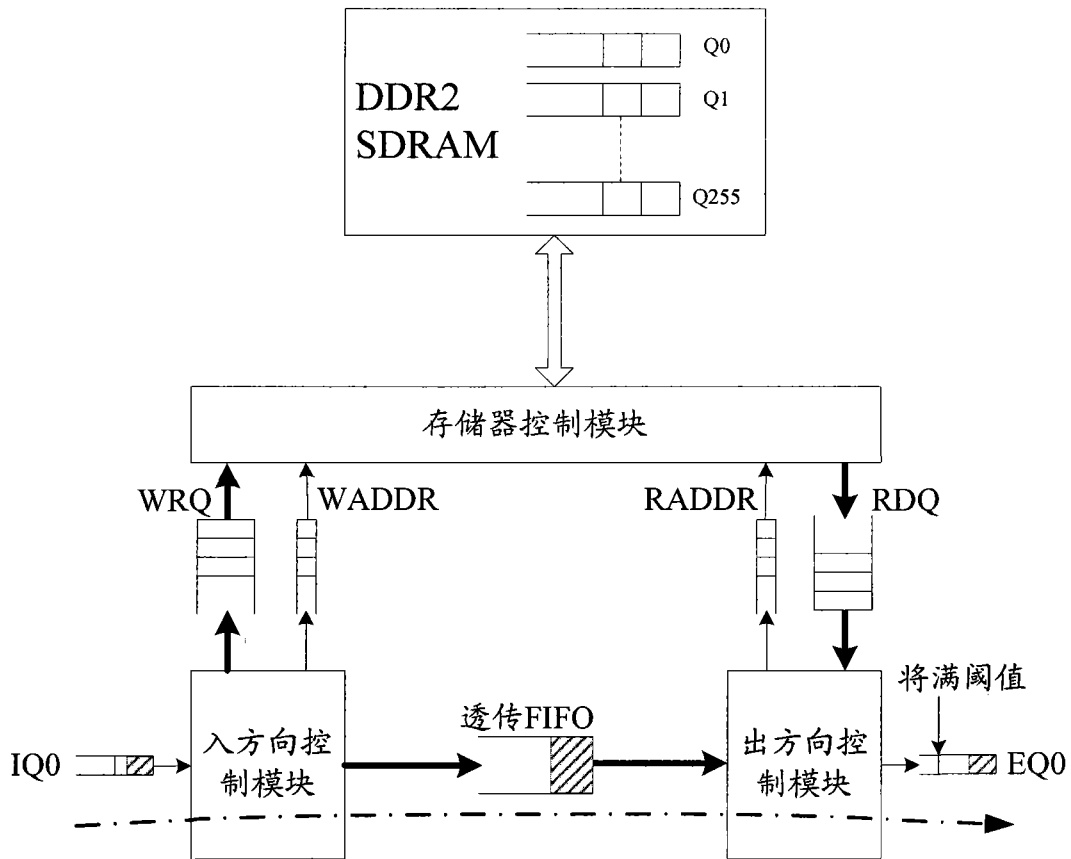 Q0
DDR2
SDRAM
Q1
Q255
存储器控制模块
WRQ
WADDR
RADDR
RDQ
将满阈值
透传FIFO
IQ0
入方向控
制模块
出方向控
制模块
EQ0